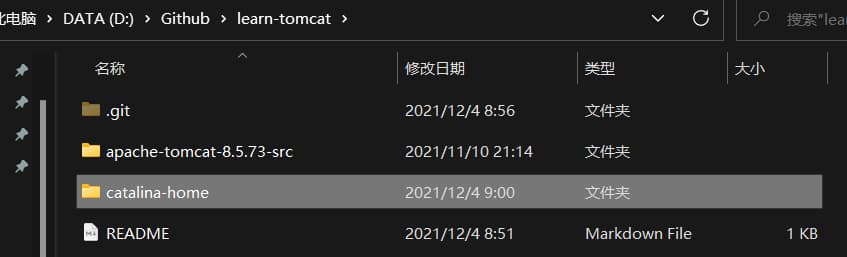 DATA (D:) > Github > learn-tomcat >
搜索"lea
名称 修改日期 类型 大小
.git 2021/12/4 8:56 文件夹
apache-tomcat-8.5.73-src 2021/11/10 21:14 文件夹
catalina-home 2021/12/4 9:00 文件夹
README 2021/12/4 8:51 Markdown File 1 KB